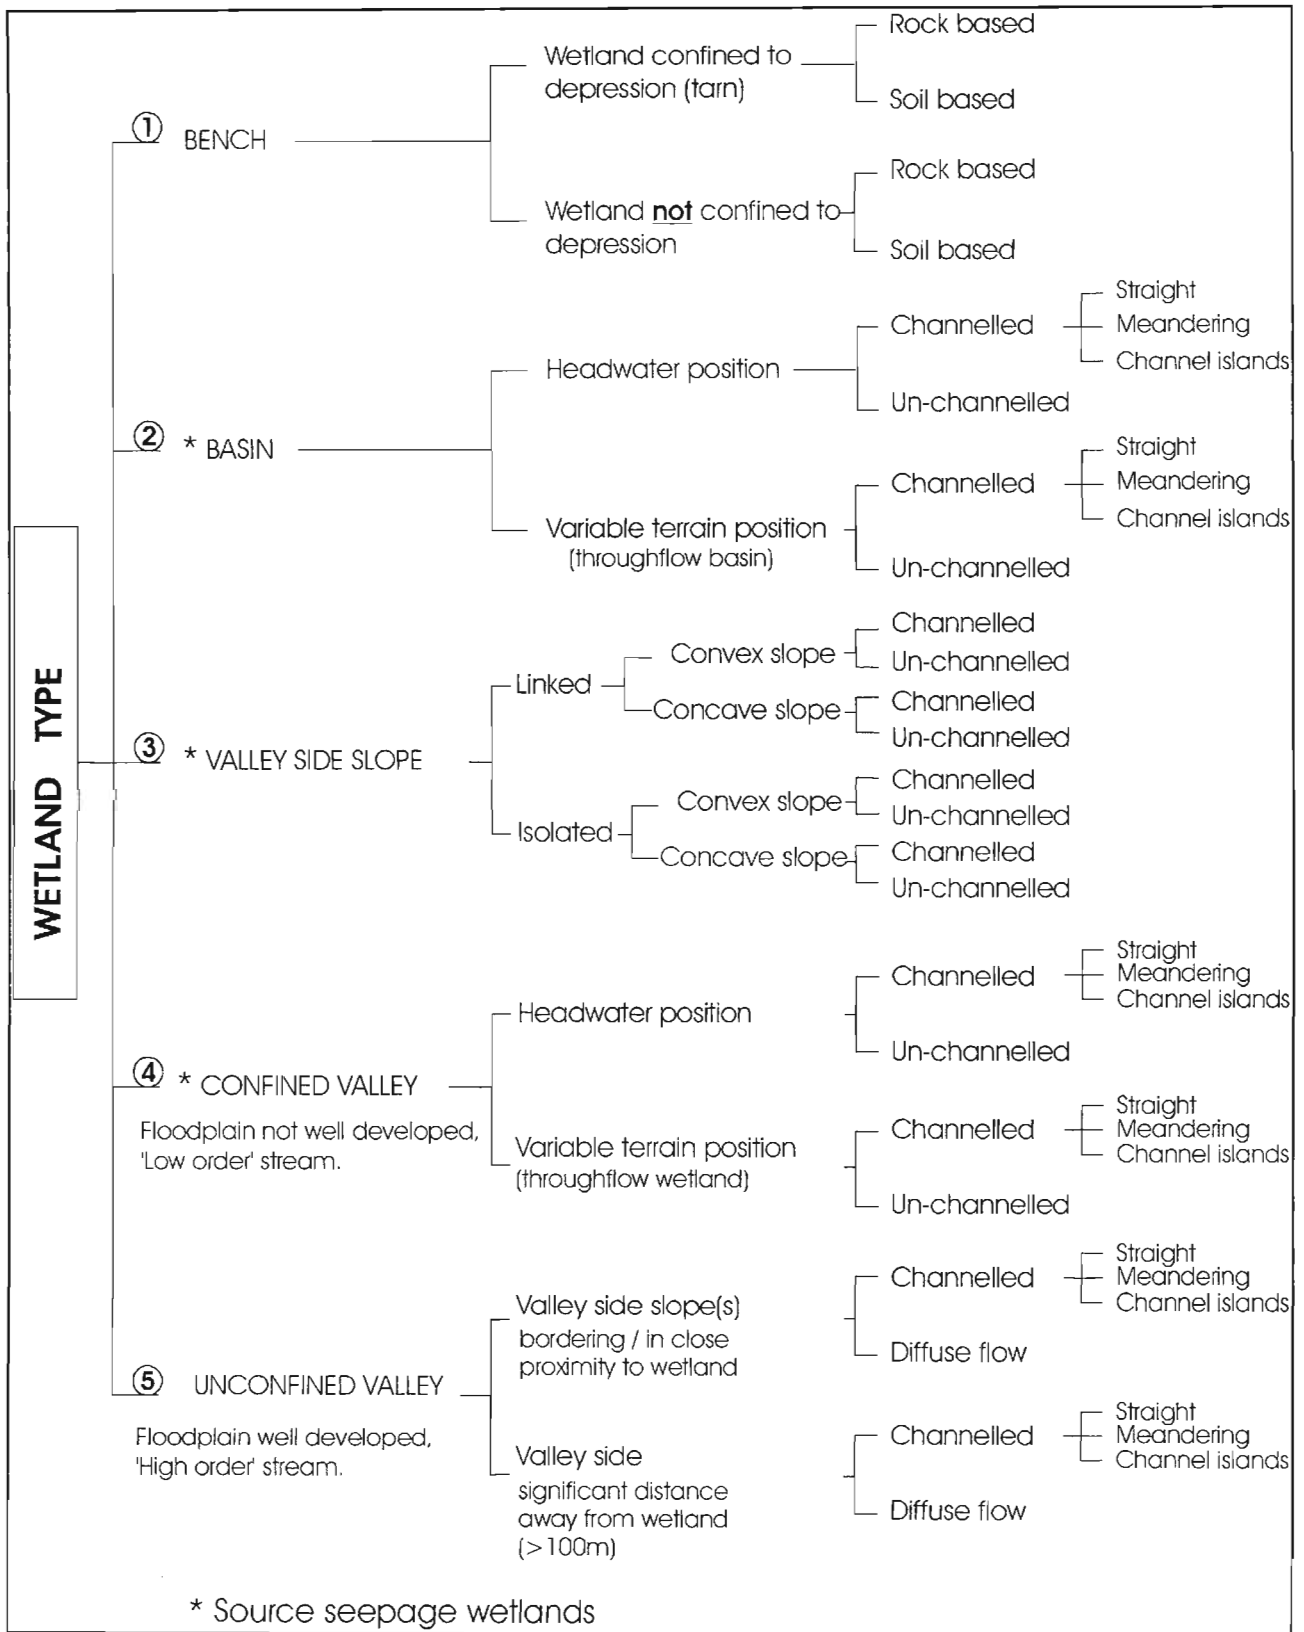 WETLAND TYPE
① BENCH
Wetland confined to
depression (tarn)
Rock based
Soil based
Wetland not confined to
depression
Rock based
Soil based
② * BASIN
Headwater position
Channelled
Straight
Meandering
Channel islands
Un-channelled
Variable terrain position
(throughflow basin)
Channelled
Straight
Meandering
Channel islands
Un-channelled
③ * VALLEY SIDE SLOPE
Linked
Convex slope
Channelled
Un-channelled
Concave slope
Channelled
Un-channelled
Isolated
Convex slope
Channelled
Un-channelled
Concave slope
Channelled
Un-channelled
④ * CONFINED VALLEY
Floodplain not well developed,
'Low order' stream.
Headwater position
Channelled
Straight
Meandering
Channel islands
Un-channelled
Variable terrain position
(throughflow wetland)
Channelled
Straight
Meandering
Channel islands
Un-channelled
⑤ UNCONFINED VALLEY
Floodplain well developed,
'High order' stream.
Valley side slope(s)
bordering / in close
proximity to wetland
Channelled
Straight
Meandering
Channel islands
Diffuse flow
Valley side
significant distance
away from wetland
(>100m)
Channelled
Straight
Meandering
Channel islands
Diffuse flow
* Source seepage wetlands